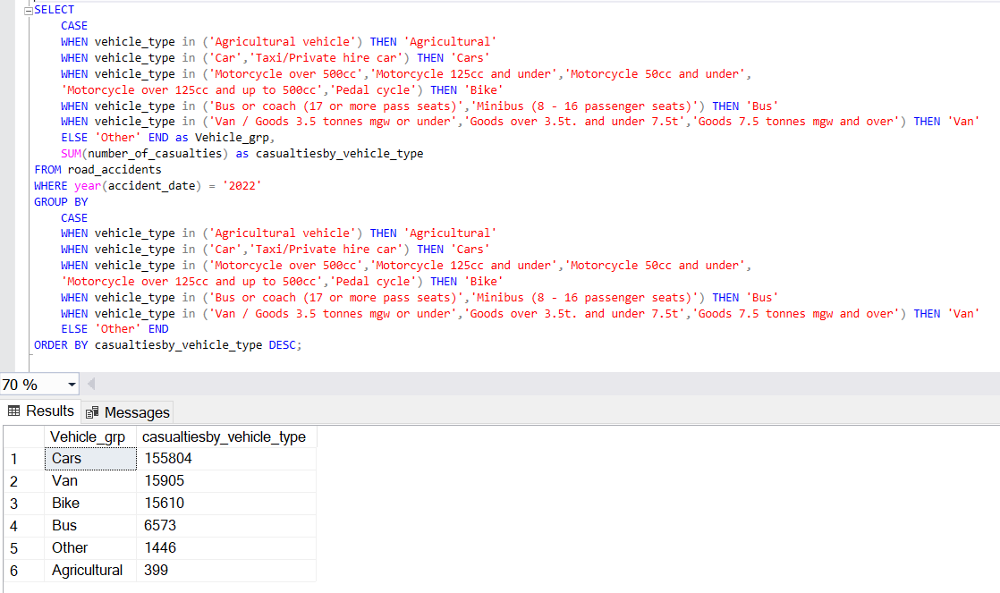 SELECT
CASE
WHEN vehicle_type in ('Agricultural vehicle') THEN 'Agricultural'
WHEN vehicle_type in ('Car','Taxi/Private hire car') THEN 'Cars'
WHEN vehicle_type in ('Motorcycle over 500cc','Motorcycle 125cc and under','Motorcycle 50cc and under',
'Motorcycle over 125cc and up to 500cc','Pedal cycle') THEN 'Bike'
WHEN vehicle_type in ('Bus or coach (17 or more pass seats)','Minibus (8 - 16 passenger seats)') THEN 'Bus'
WHEN vehicle_type in ('Van / Goods 3.5 tonnes mgw or under','Goods over 3.5t. and under 7.5t','Goods 7.5 tonnes mgw and over') THEN 'Van'
ELSE 'Other' END as Vehicle_grp,
SUM(number_of_casualties) as casualtiesby_vehicle_type
FROM road_accidents
WHERE year(accident_date) = '2022'
GROUP BY
CASE
WHEN vehicle_type in ('Agricultural vehicle') THEN 'Agricultural'
WHEN vehicle_type in ('Car','Taxi/Private hire car') THEN 'Cars'
WHEN vehicle_type in ('Motorcycle over 500cc','Motorcycle 125cc and under','Motorcycle 50cc and under',
'Motorcycle over 125cc and up to 500cc','Pedal cycle') THEN 'Bike'
WHEN vehicle_type in ('Bus or coach (17 or more pass seats)','Minibus (8 - 16 passenger seats)') THEN 'Bus'
WHEN vehicle_type in ('Van / Goods 3.5 tonnes mgw or under','Goods over 3.5t. and under 7.5t','Goods 7.5 tonnes mgw and over') THEN 'Van'
ELSE 'Other' END
ORDER BY casualtiesby_vehicle_type DESC;
70 %
Results Messages
Vehicle_grp casualtiesby_vehicle_type
1 Cars 155804
2 Van 15905
3 Bike 15610
4 Bus 6573
5 Other 1446
6 Agricultural 399